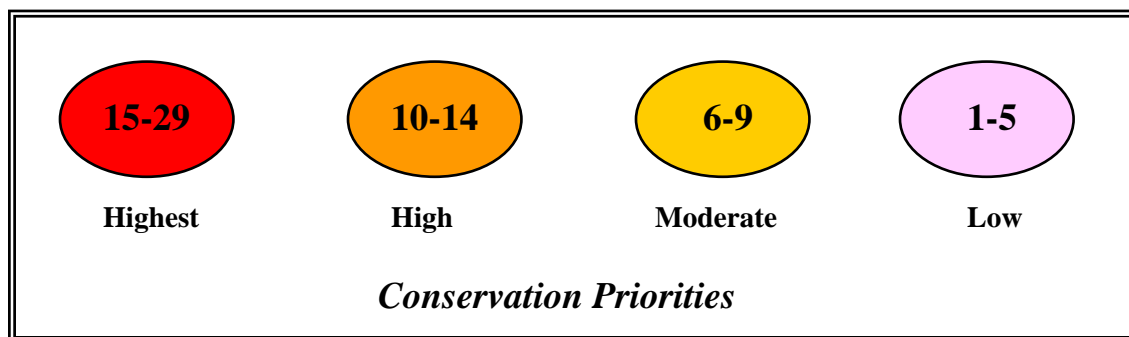 15-29 10-14 6-9 1-5
Highest High Moderate Low
Conservation Priorities